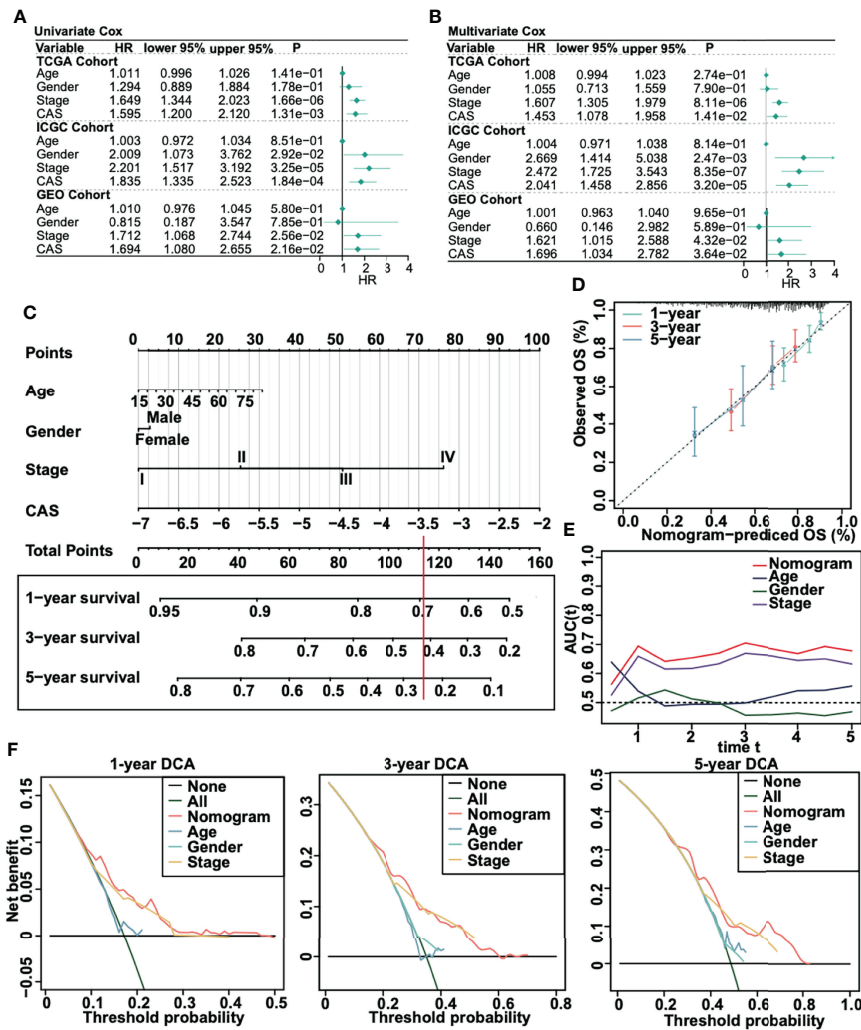 A
Univariate Cox
Variable HR lower 95% upper 95% P
TCGA Cohort
Age 1.011 0.996 1.026 1.41e−01
Gender 1.294 0.889 1.884 1.78e−01
Stage 1.649 1.344 2.023 1.66e−06
CAS 1.595 1.200 2.120 1.31e−03
ICGC Cohort
Age 1.003 0.972 1.034 8.51e−01
Gender 2.009 1.073 3.762 2.92e−02
Stage 2.201 1.517 3.192 3.25e−05
CAS 1.835 1.335 2.523 1.84e−04
GEO Cohort
Age 1.010 0.976 1.045 5.80e−01
Gender 0.815 0.187 3.547 7.85e−01
Stage 1.712 1.068 2.744 2.56e−02
CAS 1.694 1.080 2.655 2.16e−02
0 1 2 3 4
HR
B
Multivariate Cox
Variable HR lower 95% upper 95% P
TCGA Cohort
Age 1.008 0.994 1.023 2.74e−01
Gender 1.055 0.713 1.559 7.90e−01
Stage 1.607 1.305 1.979 8.11e−06
CAS 1.453 1.078 1.958 1.41e−02
ICGC Cohort
Age 1.004 0.971 1.038 8.14e−01
Gender 2.669 1.414 5.038 2.47e−03
Stage 2.472 1.725 3.543 8.35e−07
CAS 2.041 1.458 2.856 3.20e−05
GEO Cohort
Age 1.001 0.963 1.040 9.65e−01
Gender 0.660 0.146 2.982 5.89e−01
Stage 1.621 1.015 2.588 4.32e−02
CAS 1.696 1.034 2.782 3.64e−02
0 1 2 3 4
HR
C
0 10 20 30 40 50 60 70 80 90 100
Points
Age
15 30 45 60 75
Male
Gender
Female
II IV
Stage
I III
CAS
−7 −6.5 −6 −5.5 −5 −4.5 −4 −3.5 −3 −2.5 −2
Total Points
0 20 40 60 80 100 120 140 160
1−year survival
0.95 0.9 0.8 0.7 0.6 0.5
3−year survival
0.8 0.7 0.6 0.5 0.4 0.3 0.2
5−year survival
0.8 0.7 0.6 0.5 0.4 0.3 0.2 0.1
D
1−year
3−year
5−year
Observed OS (%)
0.0 0.2 0.4 0.6 0.8 1.0
0.0 0.2 0.4 0.6 0.8 1.0
Nomogram−prediced OS (%)
E
Nomogram
Age
Gender
Stage
AUC(t)
0.5 0.6 0.7 0.8 0.9 1.0
1 2 3 4 5
time t
F
1−year DCA
None
All
Nomogram
Age
Gender
Stage
Net benefit
−0.05 0 0.05 0.10 0.15
0.0 0.1 0.2 0.3 0.4 0.5
Threshold probability
3−year DCA
None
All
Nomogram
Age
Gender
Stage
0 0.1 0.2 0.3
0.0 0.2 0.4 0.6 0.8
Threshold probability
5−year DCA
None
All
Nomogram
Age
Gender
Stage
0 0.1 0.2 0.3 0.4 0.5
0.0 0.2 0.4 0.6 0.8 1.0
Threshold probability